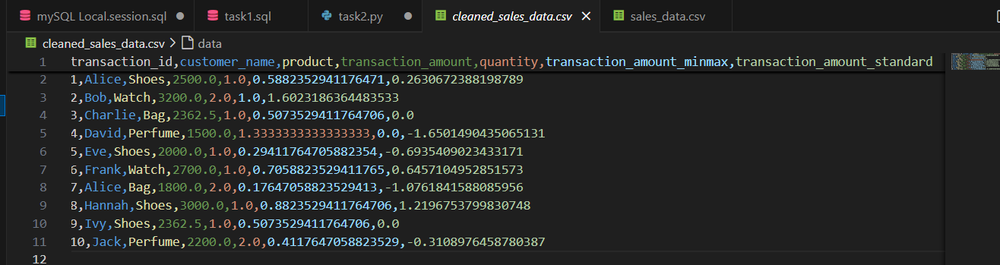 mySQL Local.session.sql task1.sql task2.py cleaned_sales_data.csv sales_data.csv
cleaned_sales_data.csv > data
1 transaction_id,customer_name,product,transaction_amount,quantity,transaction_amount_minmax,transaction_amount_standard
2 1,Alice,Shoes,2500.0,1.0,0.5882352941176471,0.2630672388198789
3 2,Bob,Watch,3200.0,2.0,1.0,1.6023186364483533
4 3,Charlie,Bag,2362.5,1.0,0.5073529411764706,0.0
5 4,David,Perfume,1500.0,1.3333333333333333,0.0,-1.6501490435065131
6 5,Eve,Shoes,2000.0,1.0,0.29411764705882354,-0.6935409023433171
7 6,Frank,Watch,2700.0,1.0,0.7058823529411765,0.6457104952851573
8 7,Alice,Bag,1800.0,2.0,0.17647058823529413,-1.0761841588085956
9 8,Hannah,Shoes,3000.0,1.0,0.8823529411764706,1.2196753799830748
10 9,Ivy,Shoes,2362.5,1.0,0.5073529411764706,0.0
11 10,Jack,Perfume,2200.0,2.0,0.4117647058823529,-0.3108976458780387
12